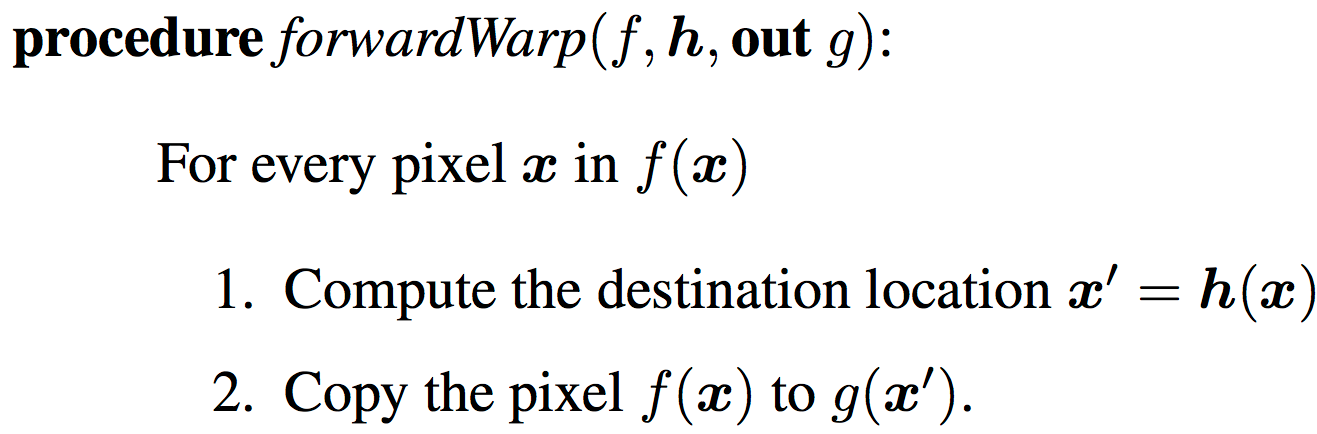 procedure forwardWarp(f, h, out g):
For every pixel x in f(x)
1. Compute the destination location x′ = h(x)
2. Copy the pixel f(x) to g(x′).